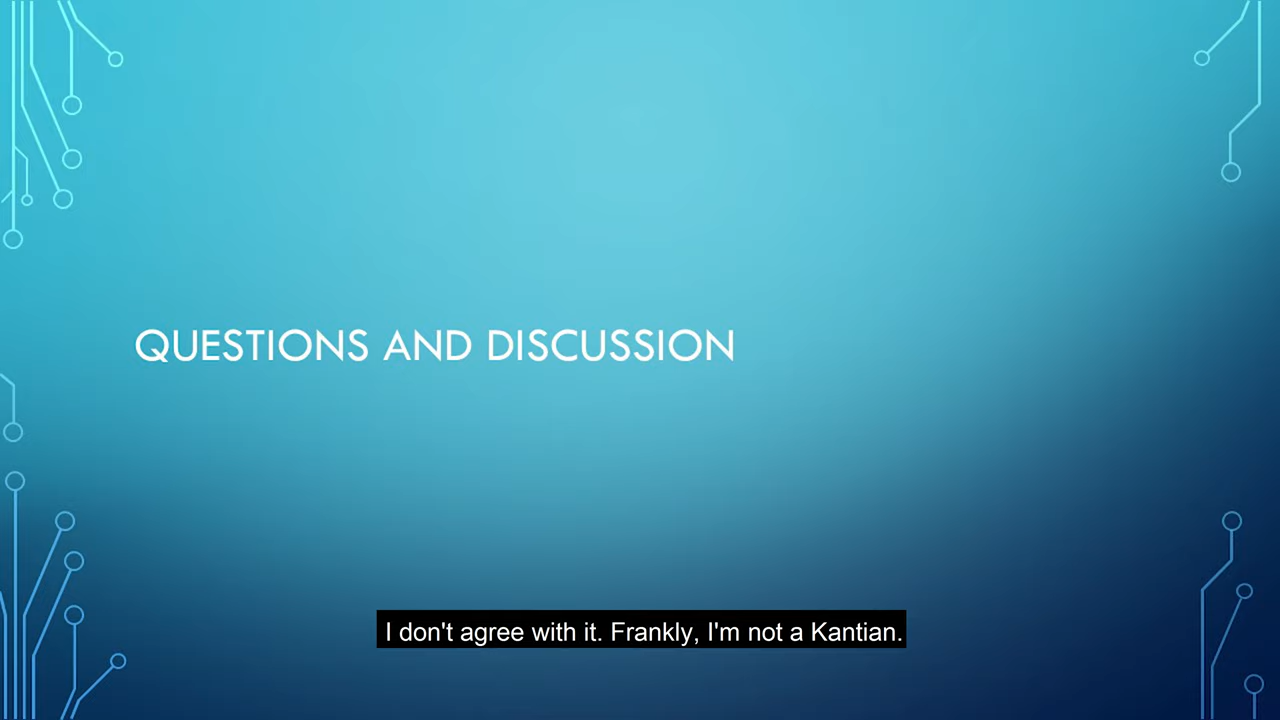 QUESTIONS AND DISCUSSION
I don't agree with it. Frankly, I'm not a Kantian.